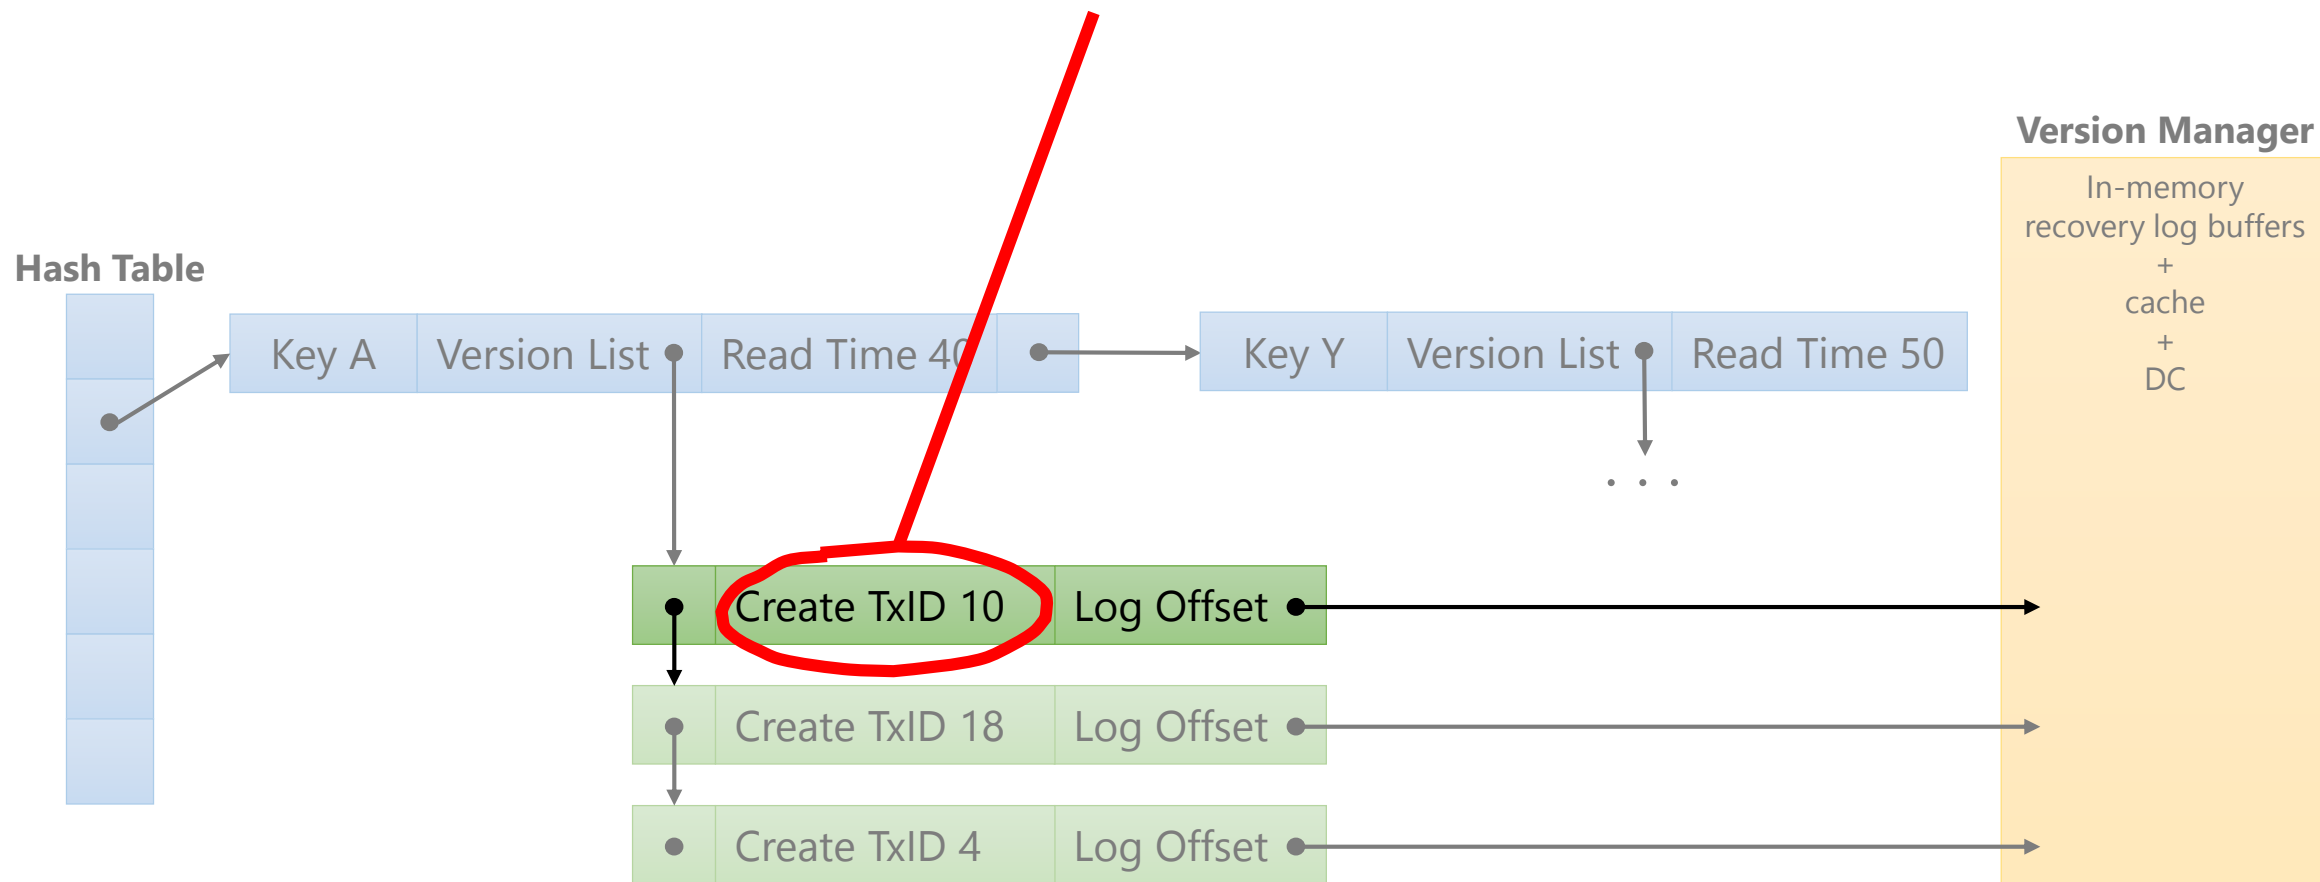 Version Manager
In-memory
recovery log buffers
+
cache
+
DC
Hash Table
Key A Version List Read Time 40
Key Y Version List Read Time 50
. . .
Create TxID 10 Log Offset
Create TxID 18 Log Offset
Create TxID 4 Log Offset